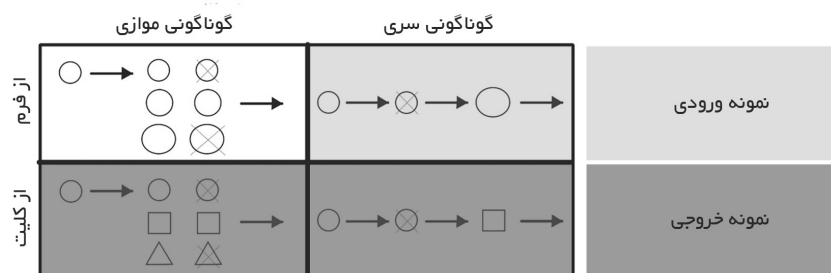 گوناگونی موازی
گوناگونی سری
از فرم
نمونه ورودی
از کلیت
نمونه خروجی